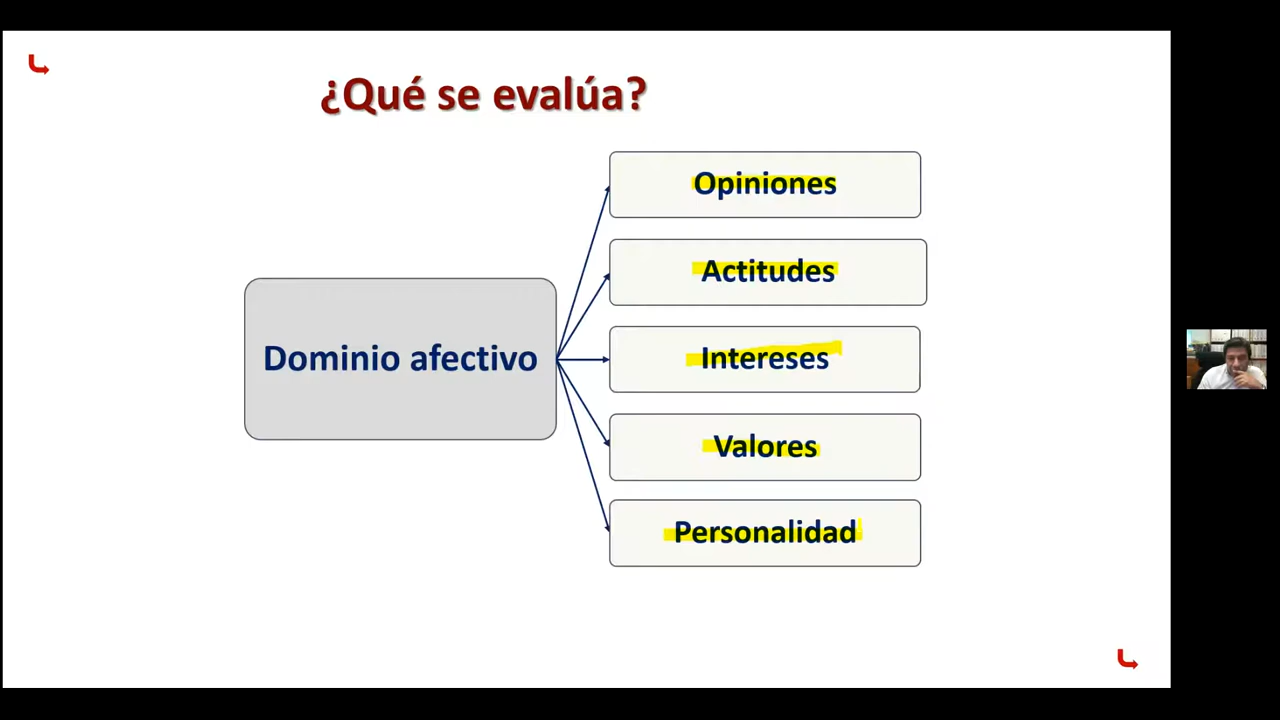 ¿Qué se evalúa?
Dominio afectivo
Opiniones
Actitudes
Intereses
Valores
Personalidad